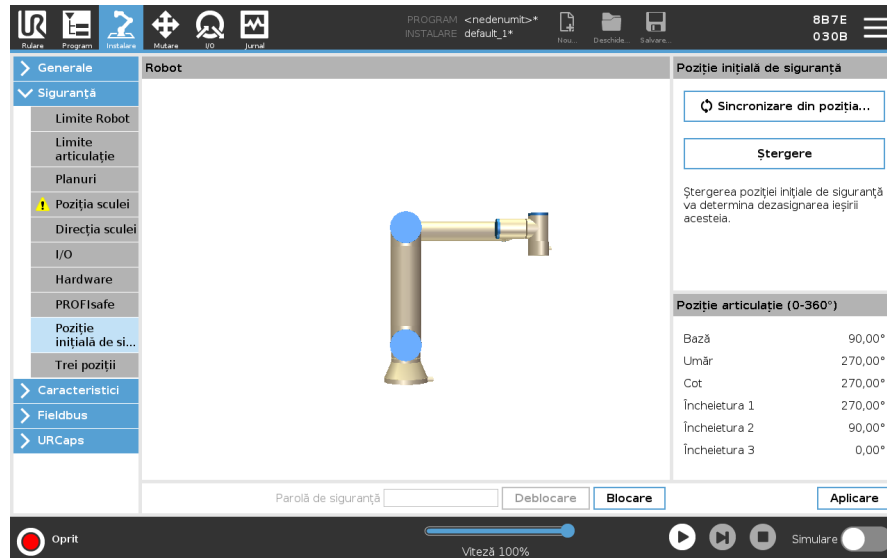 PROGRAM <nedenumit>*
INSTALARE default_1*
8B7E
030B
Rulare Program Instalare Mutare I/O Jurnal Nou... Deschide... Salvare...
Generale
Siguranță
Limite Robot
Limite
articulație
Planuri
Poziția sculei
Direcția sculei
I/O
Hardware
PROFIsafe
Poziție
inițială de si...
Trei poziții
Caracteristici
Fieldbus
URCaps
Robot
Poziție inițială de siguranță
Sincronizare din poziția...
Ștergere
Ștergerea poziției inițiale de siguranță
va determina dezasignarea ieșirii
acesteia.
Poziție articulație (0-360°)
Bază 90,00°
Umăr 270,00°
Cot 270,00°
Încheietura 1 270,00°
Încheietura 2 90,00°
Încheietura 3 0,00°
Parolă de siguranță Deblocare Blocare Aplicare
Oprit
Viteză 100%
Simulare